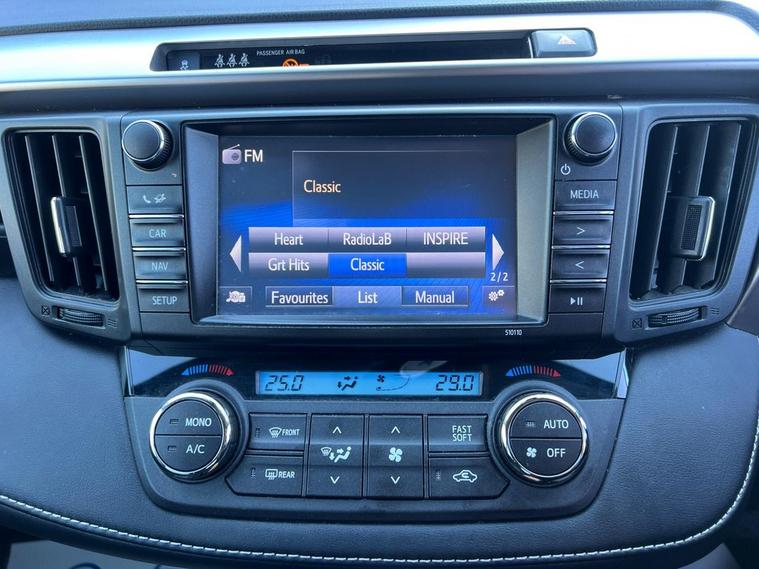 PASSENGER AIR BAG
FM
Classic
MEDIA
CAR
Heart RadioLAB INSPIRE
>
NAV
Grt Hits Classic
<
2/2
SETUP
Favourites List Manual
510110
25.0 29.0
MONO
A/C
FRONT
REAR
FAST
SOFT
AUTO
OFF